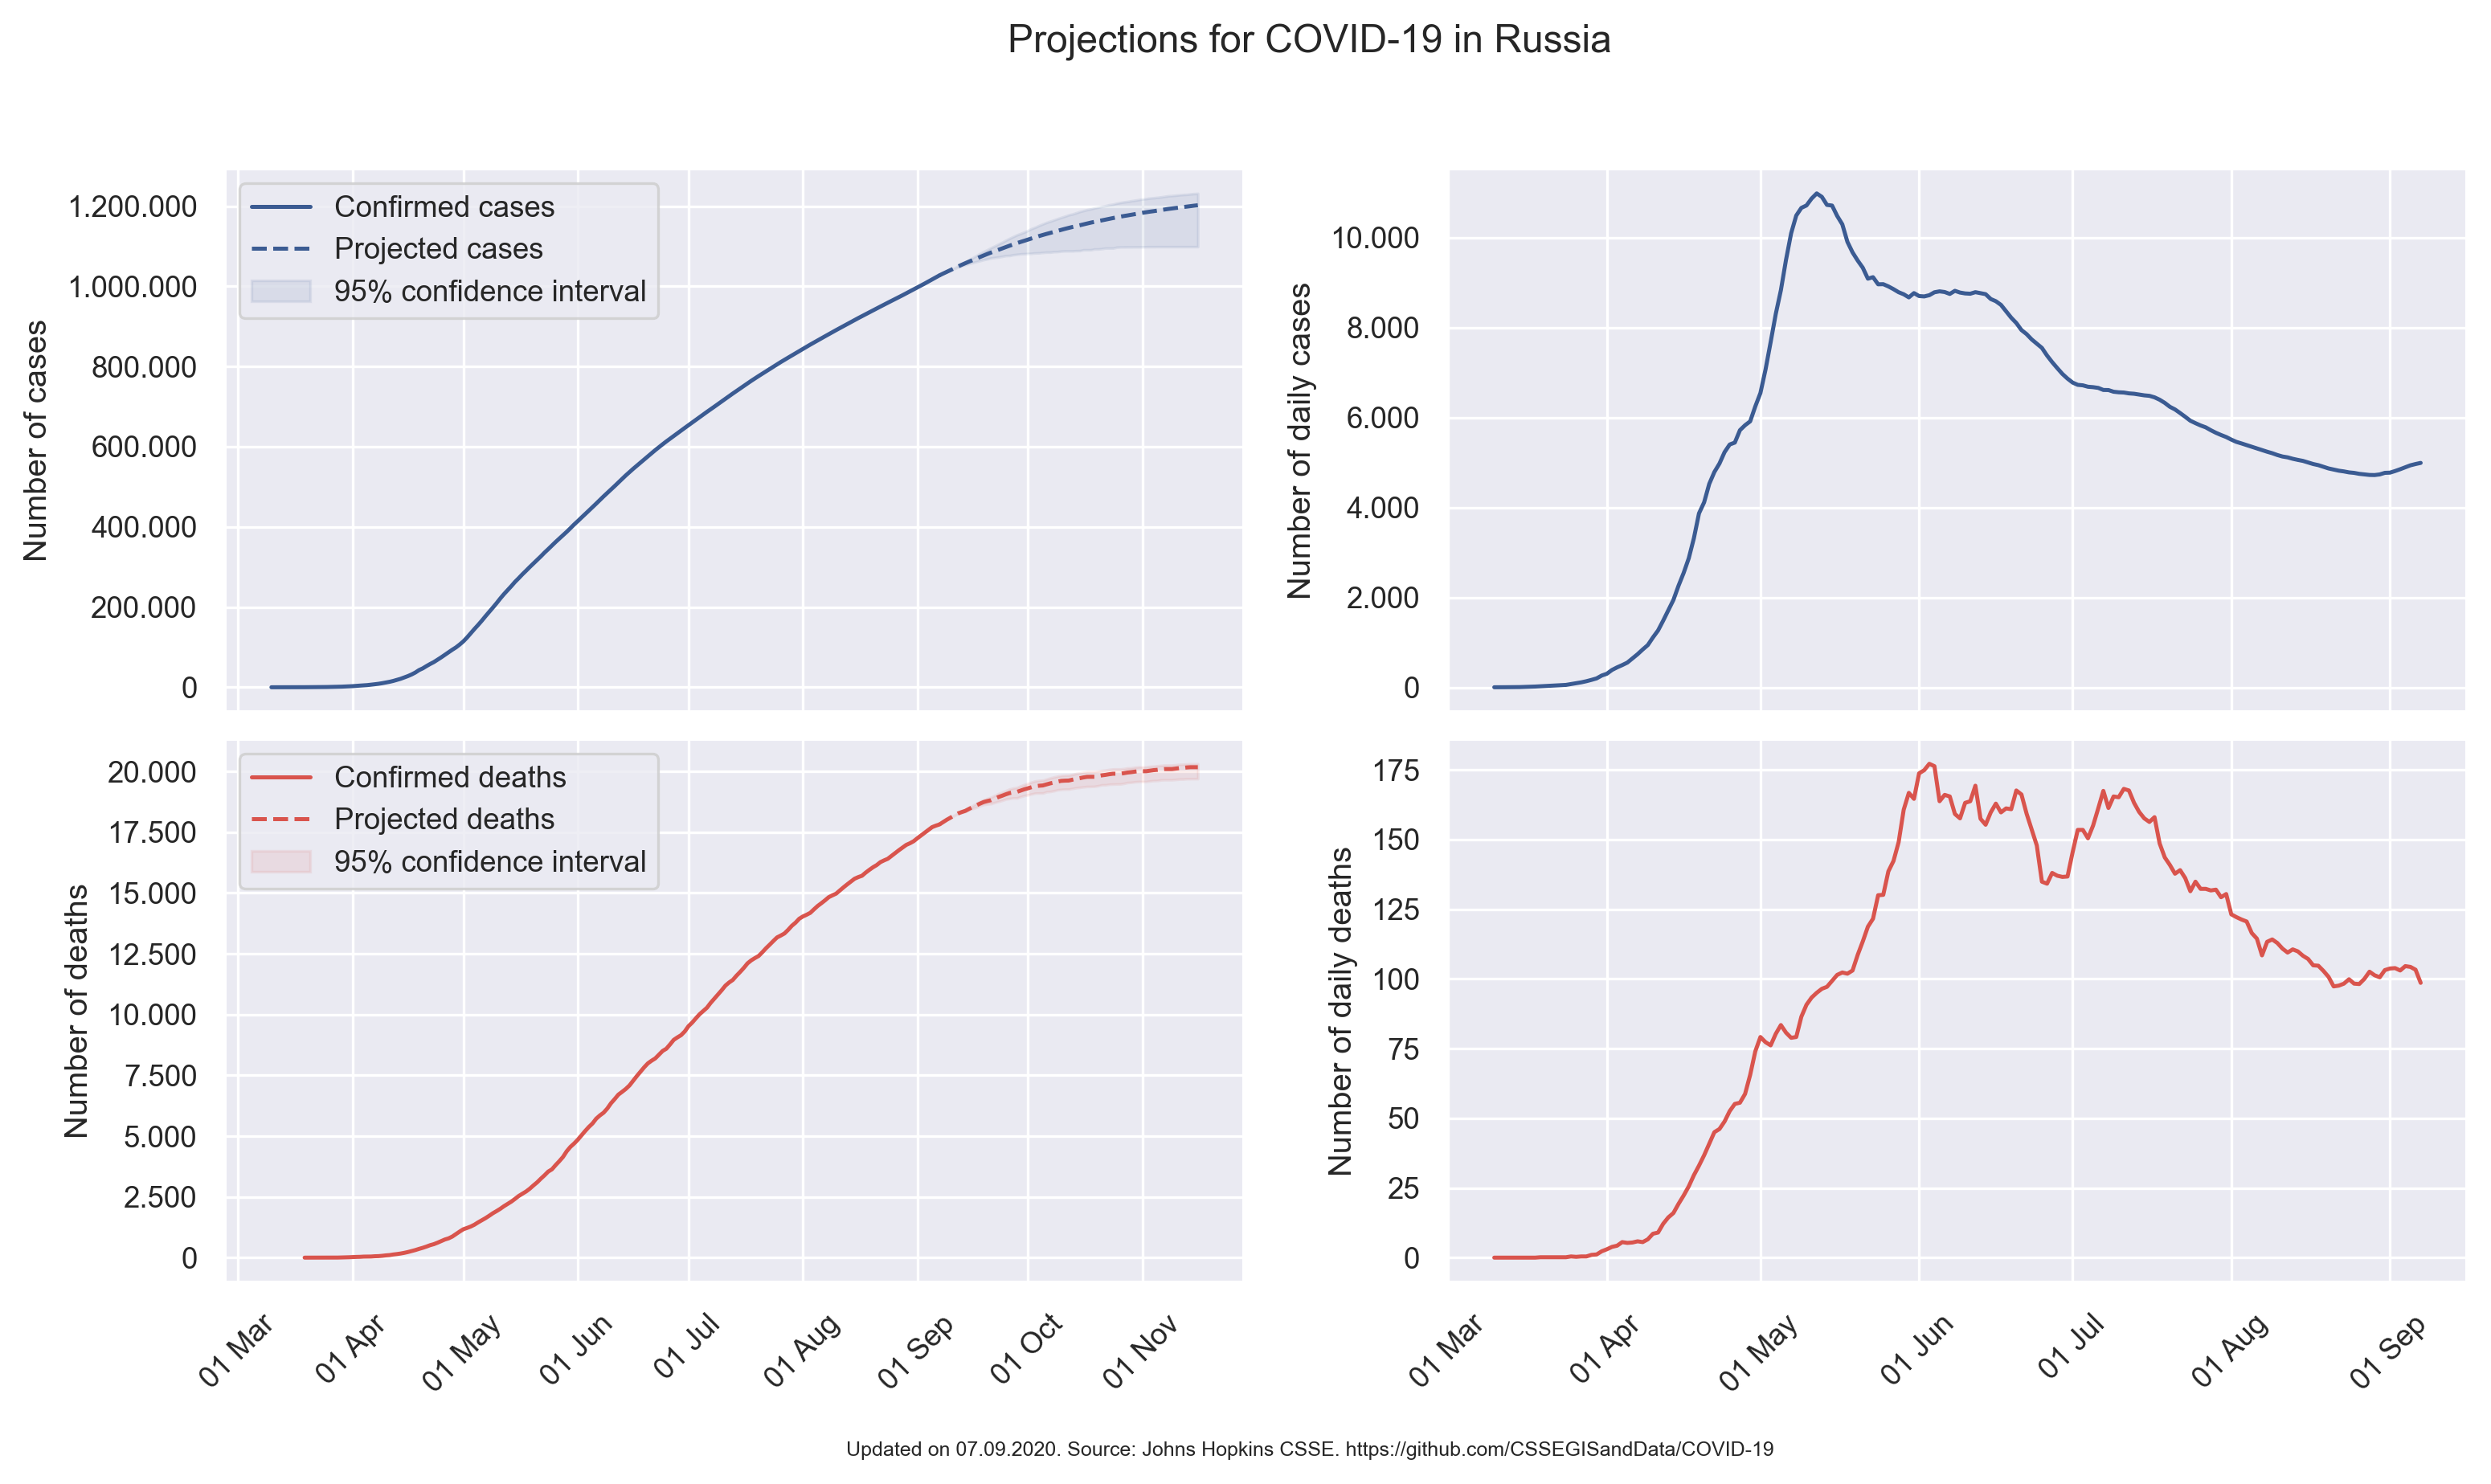 Projections for COVID-19 in Russia
Number of cases
1.200.000
1.000.000
800.000
600.000
400.000
200.000
0
Confirmed cases
Projected cases
95% confidence interval
Number of daily cases
10.000
8.000
6.000
4.000
2.000
0
Number of deaths
20.000
17.500
15.000
12.500
10.000
7.500
5.000
2.500
0
Confirmed deaths
Projected deaths
95% confidence interval
01 Mar
01 Apr
01 May
01 Jun
01 Jul
01 Aug
01 Sep
01 Oct
01 Nov
Number of daily deaths
175
150
125
100
75
50
25
0
01 Mar
01 Apr
01 May
01 Jun
01 Jul
01 Aug
01 Sep
Updated on 07.09.2020. Source: Johns Hopkins CSSE. https://github.com/CSSEGISandData/COVID-19